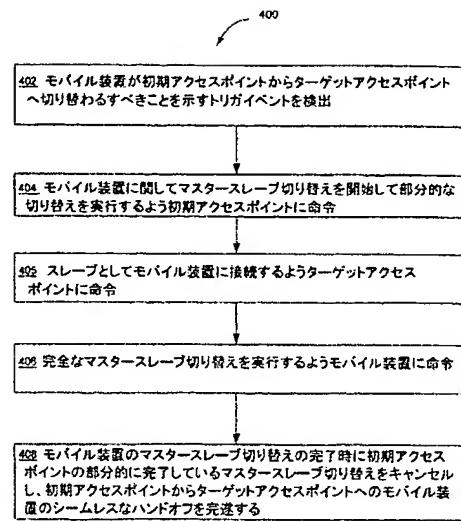 400
402 モバイル装置が初期アクセスポイントからターゲットアクセスポイント
へ切り替わるすべきことを示すトリガイベントを検出
404 モバイル装置に関してマスタースレーブ切り替えを開始して部分的な
切り替えを実行するよう初期アクセスポイントに命令
405 スレーブとしてモバイル装置に接続するようターゲットアクセス
ポイントに命令
406 完全なマスタースレーブ切り替えを実行するようモバイル装置に命令
408 モバイル装置のマスタースレーブ切り替えの完了時に初期アクセス
ポイントの部分的に完了しているマスタースレーブ切り替えをキャンセル
し、初期アクセスポイントからターゲットアクセスポイントへのモバイル装
置のシームレスなハンドオフを完遂する